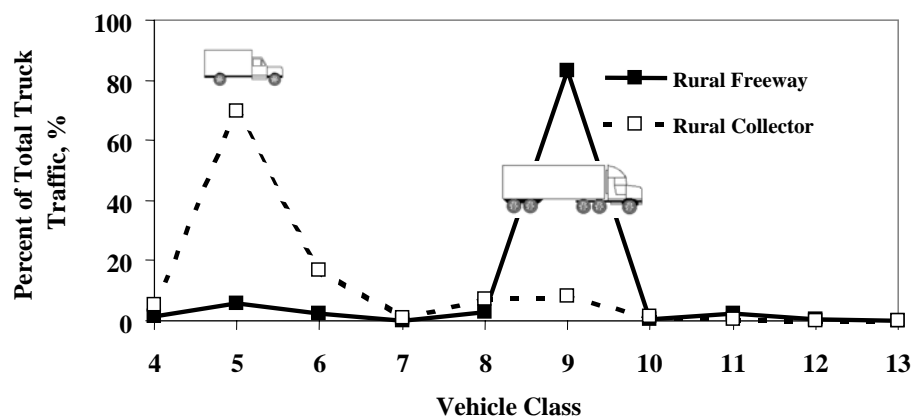 100
80
60
40
20
0
Percent of Total Truck
Traffic, %
Rural Freeway
Rural Collector
4 5 6 7 8 9 10 11 12 13
Vehicle Class